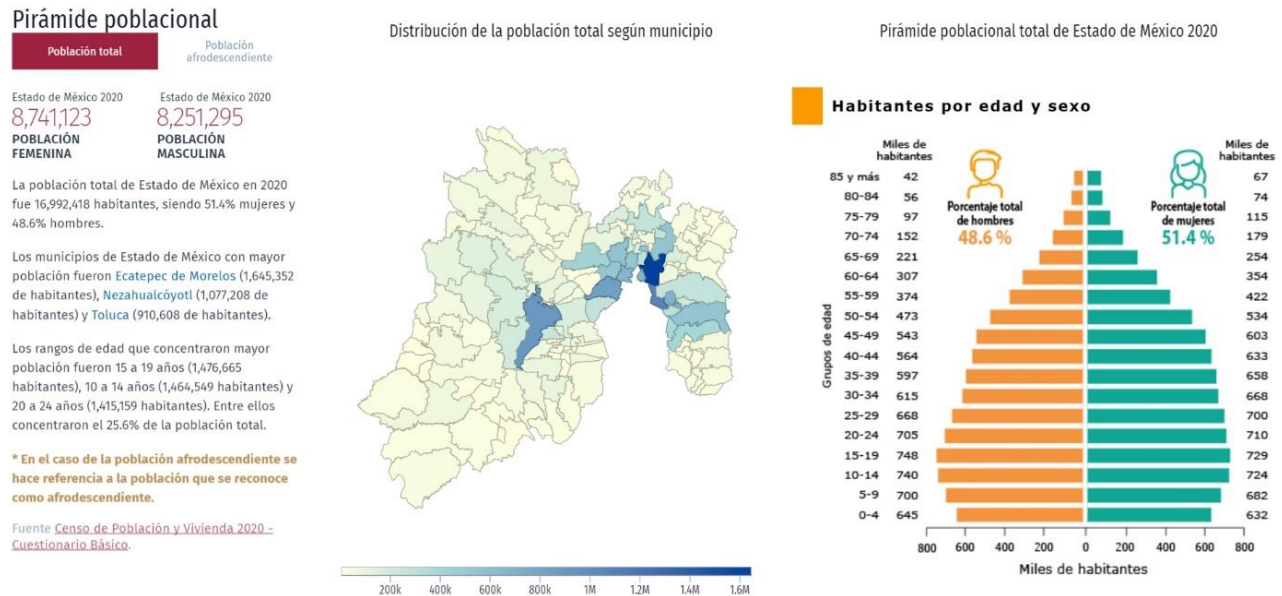 Pirámide poblacional
Población total
Población
afrodescendiente
Estado de México 2020
8,741,123
POBLACIÓN
FEMENINA
Estado de México 2020
8,251,295
POBLACIÓN
MASCULINA
La población total de Estado de México en 2020
fue 16,992,418 habitantes, siendo 51.4% mujeres y
48.6% hombres.
Los municipios de Estado de México con mayor
población fueron Ecatepec de Morelos (1,645,352
de habitantes), Nezahualcóyotl (1,077,208 de
habitantes) y Toluca (910,608 de habitantes).
Los rangos de edad que concentraron mayor
población fueron 15 a 19 años (1,476,665
habitantes), 10 a 14 años (1,464,549 habitantes) y
20 a 24 años (1,415,159 habitantes). Entre ellos
concentraron el 25.6% de la población total.
* En el caso de la población afrodescendiente se
hace referencia a la población que se reconoce
como afrodescendiente.
Fuente Censo de Población y Vivienda 2020 -
Cuestionario Básico.
Distribución de la población total según municipio
200k 400k 600k 800k 1M 1.2M 1.4M 1.6M
Pirámide poblacional total de Estado de México 2020
Habitantes por edad y sexo
Miles de
habitantes
Miles de
habitantes
Porcentaje total
de hombres
48.6 %
Porcentaje total
de mujeres
51.4 %
Grupos de edad
85 y más 42 67
80-84 56 74
75-79 97 115
70-74 152 179
65-69 221 254
60-64 307 354
55-59 374 422
50-54 473 534
45-49 543 603
40-44 564 633
35-39 597 658
30-34 615 668
25-29 668 700
20-24 705 710
15-19 748 729
10-14 740 724
5-9 700 682
0-4 645 632
800 600 400 200 0 200 400 600 800
Miles de habitantes